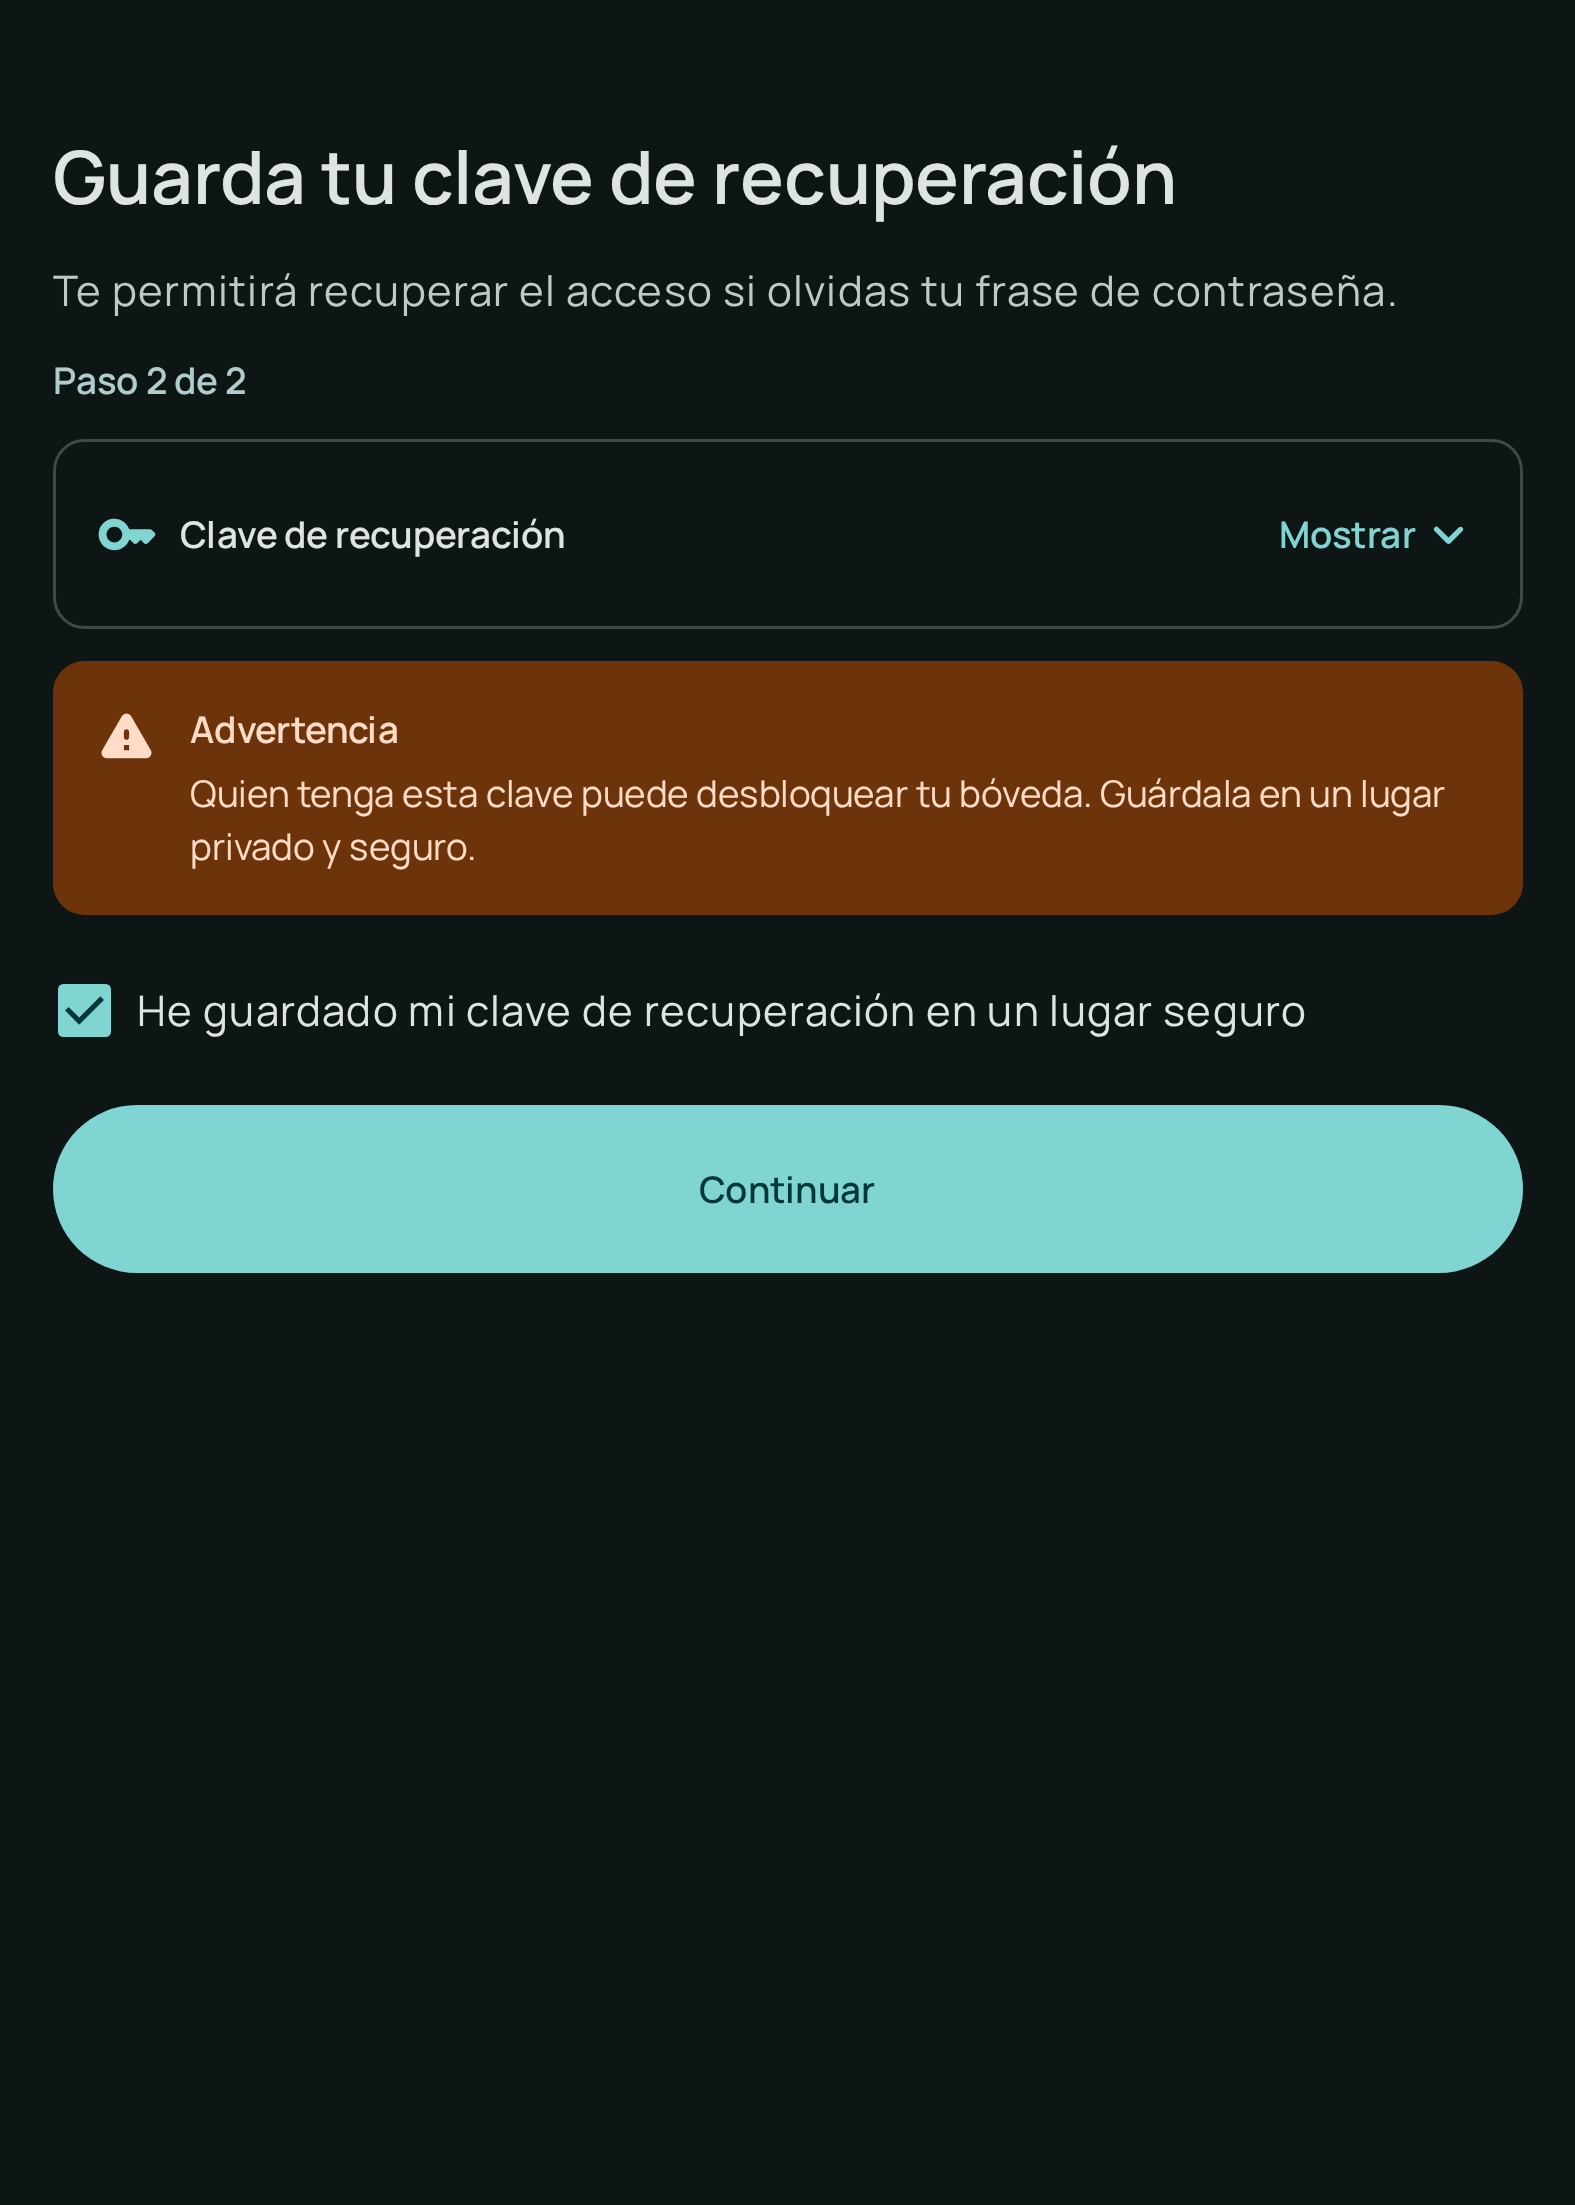 Guarda tu clave de recuperación
Te permitirá recuperar el acceso si olvidas tu frase de contraseña.
Paso 2 de 2
Clave de recuperación
Mostrar
Advertencia
Quien tenga esta clave puede desbloquear tu bóveda. Guárdala en un lugar
privado y seguro.
He guardado mi clave de recuperación en un lugar seguro
Continuar